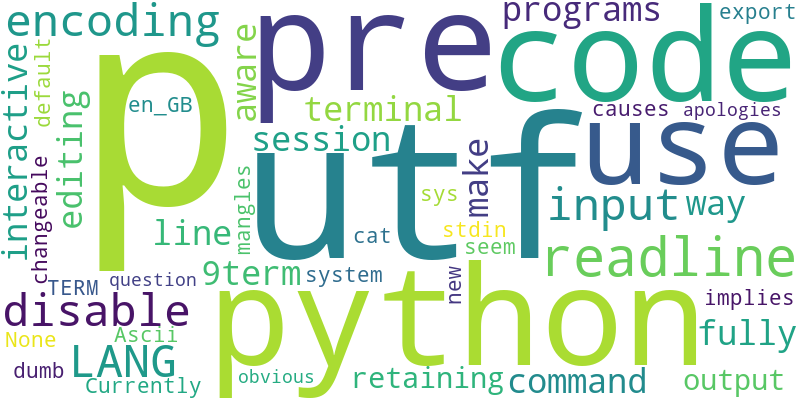 encoding
pre
programs
export
p
code
interactive
default
en_GB
aware
terminal
causes
apologies
editing
session
utf
use
make
changeable
line
mangles
cat
sys
stdin
seem
input
way
readline
TERM
question
9term
system
new
implies
disable
python
None
Ascii
fully
dumb
LANG
Currently
obvious
retaining
command
output